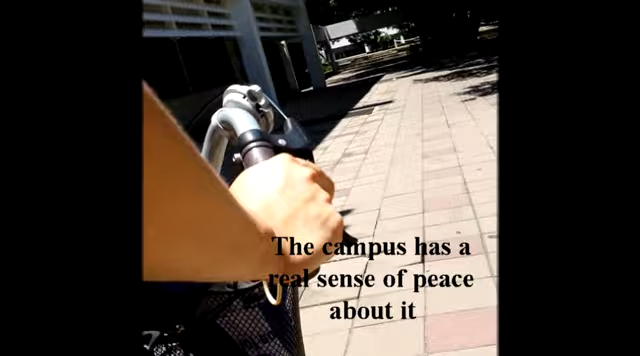 The campus has a
real sense of peace
about it